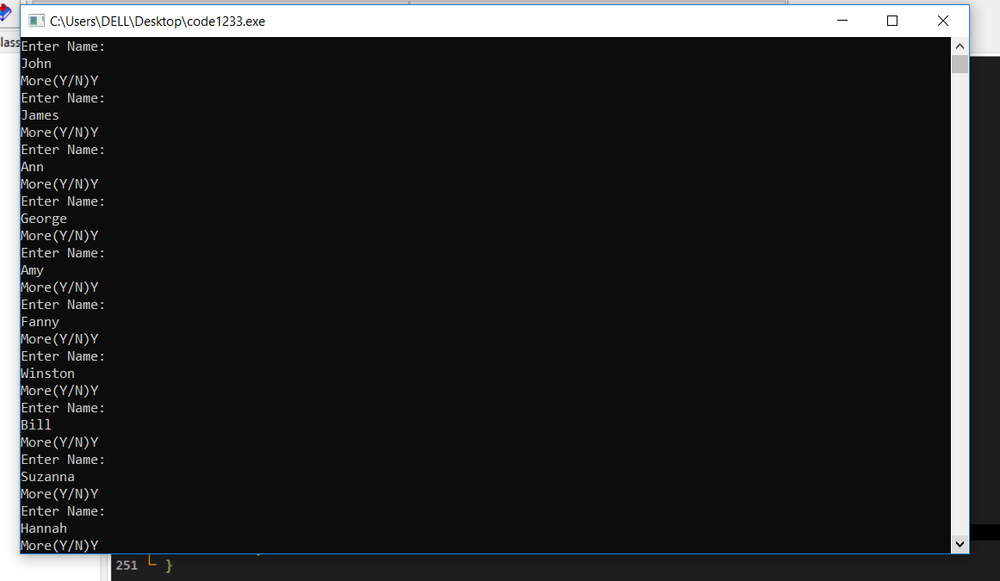 C:\Users\DELL\Desktop\code1233.exe
lass
Enter Name:
John
More(Y/N)Y
Enter Name:
James
More(Y/N)Y
Enter Name:
Ann
More(Y/N)Y
Enter Name:
George
More(Y/N)Y
Enter Name:
Amy
More(Y/N)Y
Enter Name:
Fanny
More(Y/N)Y
Enter Name:
Winston
More(Y/N)Y
Enter Name:
Bill
More(Y/N)Y
Enter Name:
Suzanna
More(Y/N)Y
Enter Name:
Hannah
More(Y/N)Y
251 }